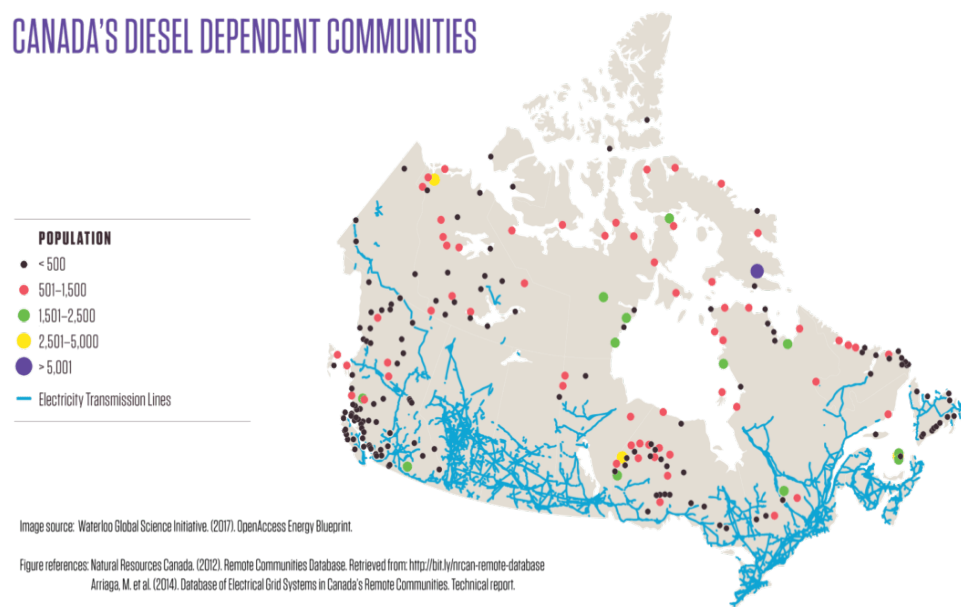 CANADA'S DIESEL DEPENDENT COMMUNITIES
POPULATION
< 500
501–1,500
1,501–2,500
2,501–5,000
> 5,001
Electricity Transmission Lines
Image source: Waterloo Global Science Initiative. (2017). OpenAccess Energy Blueprint.
Figure references: Natural Resources Canada. (2012). Remote Communities Database. Retrieved from: http://bit.ly/nrcan-remote-database
Arriaga, M. et al. (2014). Database of Electrical Grid Systems in Canada's Remote Communities. Technical report.